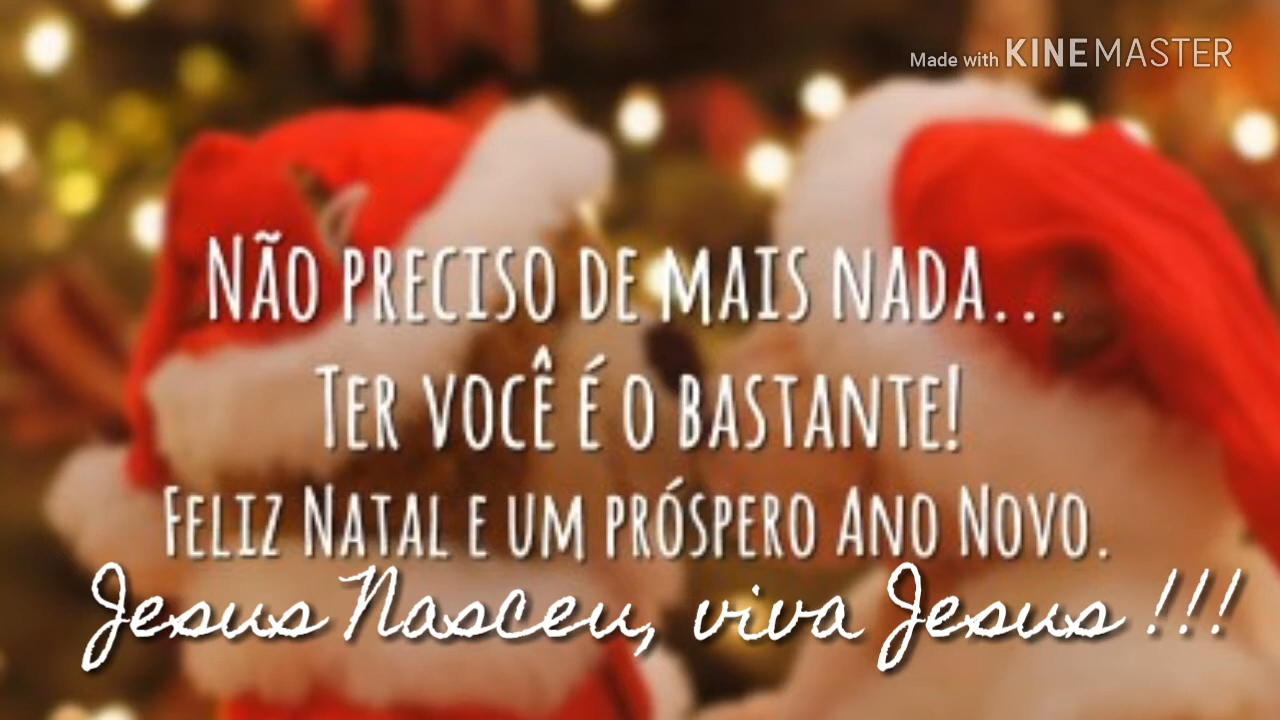 Made with KINEMASTER
Não preciso de mais nada...
Ter você é o bastante!
Feliz Natal e um próspero Ano Novo.
Jesus Nasceu, viva Jesus !!!